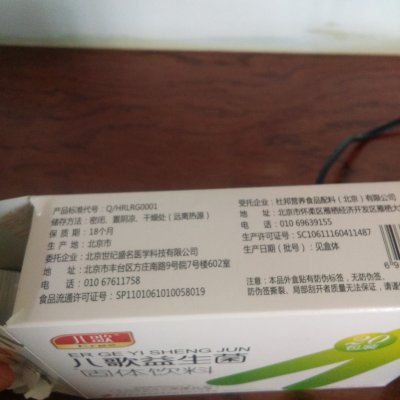 产品标准代号：Q/HRLRG0001
储存方法：密闭、置阴凉、干燥处（远离热源）
保 质 期：18个月
生 产 地：北京市
委托企业：北京世纪盛名医学科技有限公司
地 址：北京市丰台区方庄南路9号院7号楼602室
电 话：010 67611758
食品流通许可证号：SP1101061010058019
受托企业：杜邦营养食品配料（北京）有限公司
地 址：北京市怀柔区雁栖经济开发区雁栖大
电 话：010 69639155
生产许可证号：SC10611160411487
生产日期（批号）：见盒体
注意：本品外盒贴有防伪标签，无防伪签、
防伪签撕裂、局部刮开者质量无法保证，请谨
儿歌
ER GE YI SHENG JUN
儿歌益生菌
固体饮料
20